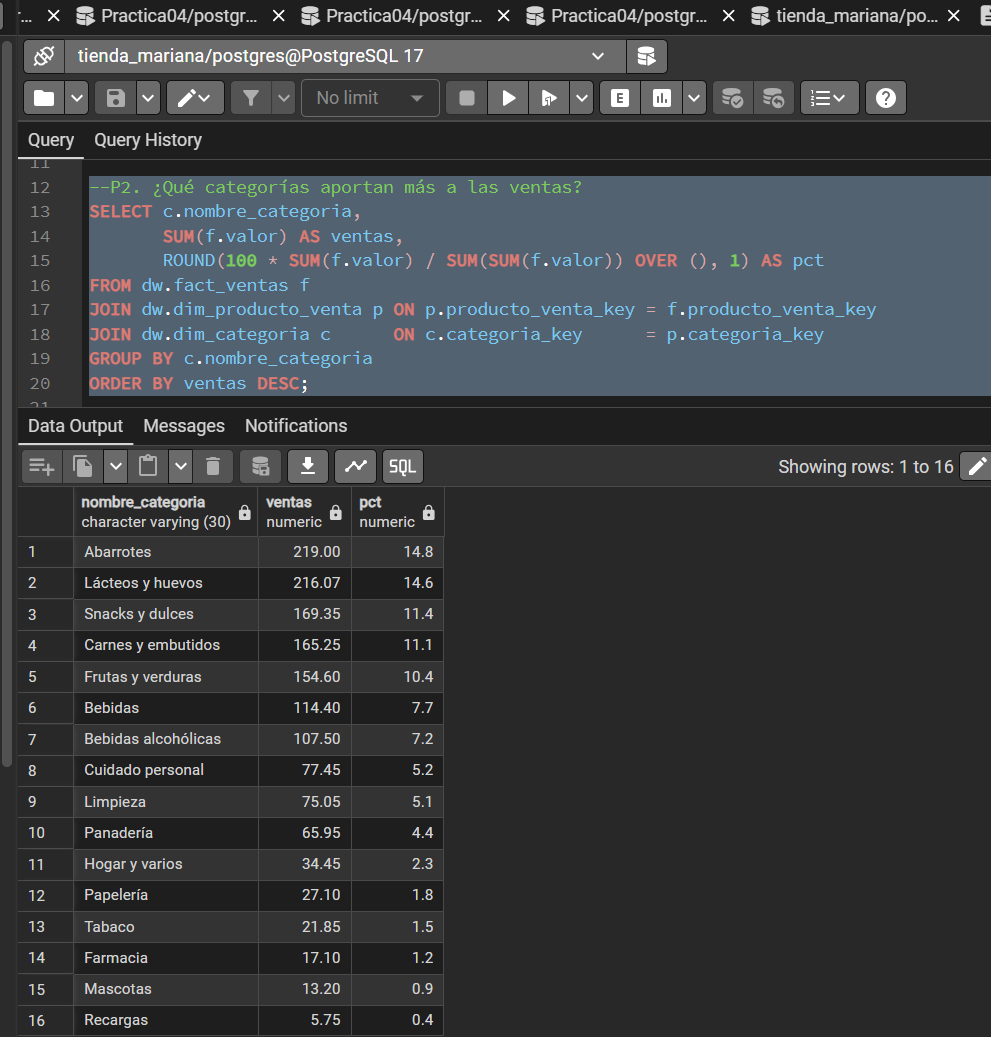 ... Practica04/postgr... Practica04/postgr... Practica04/postgr... tienda_mariana/po...
tienda_mariana/postgres@PostgreSQL 17
No limit
E
Query Query History
11
12 --P2. ¿Qué categorías aportan más a las ventas?
13 SELECT c.nombre_categoria,
14 SUM(f.valor) AS ventas,
15 ROUND(100 * SUM(f.valor) / SUM(SUM(f.valor)) OVER (), 1) AS pct
16 FROM dw.fact_ventas f
17 JOIN dw.dim_producto_venta p ON p.producto_venta_key = f.producto_venta_key
18 JOIN dw.dim_categoria c ON c.categoria_key = p.categoria_key
19 GROUP BY c.nombre_categoria
20 ORDER BY ventas DESC;
21
Data Output Messages Notifications
SQL Showing rows: 1 to 16
nombre_categoria ventas pct
character varying (30) numeric numeric
1 Abarrotes 219.00 14.8
2 Lácteos y huevos 216.07 14.6
3 Snacks y dulces 169.35 11.4
4 Carnes y embutidos 165.25 11.1
5 Frutas y verduras 154.60 10.4
6 Bebidas 114.40 7.7
7 Bebidas alcohólicas 107.50 7.2
8 Cuidado personal 77.45 5.2
9 Limpieza 75.05 5.1
10 Panadería 65.95 4.4
11 Hogar y varios 34.45 2.3
12 Papelería 27.10 1.8
13 Tabaco 21.85 1.5
14 Farmacia 17.10 1.2
15 Mascotas 13.20 0.9
16 Recargas 5.75 0.4